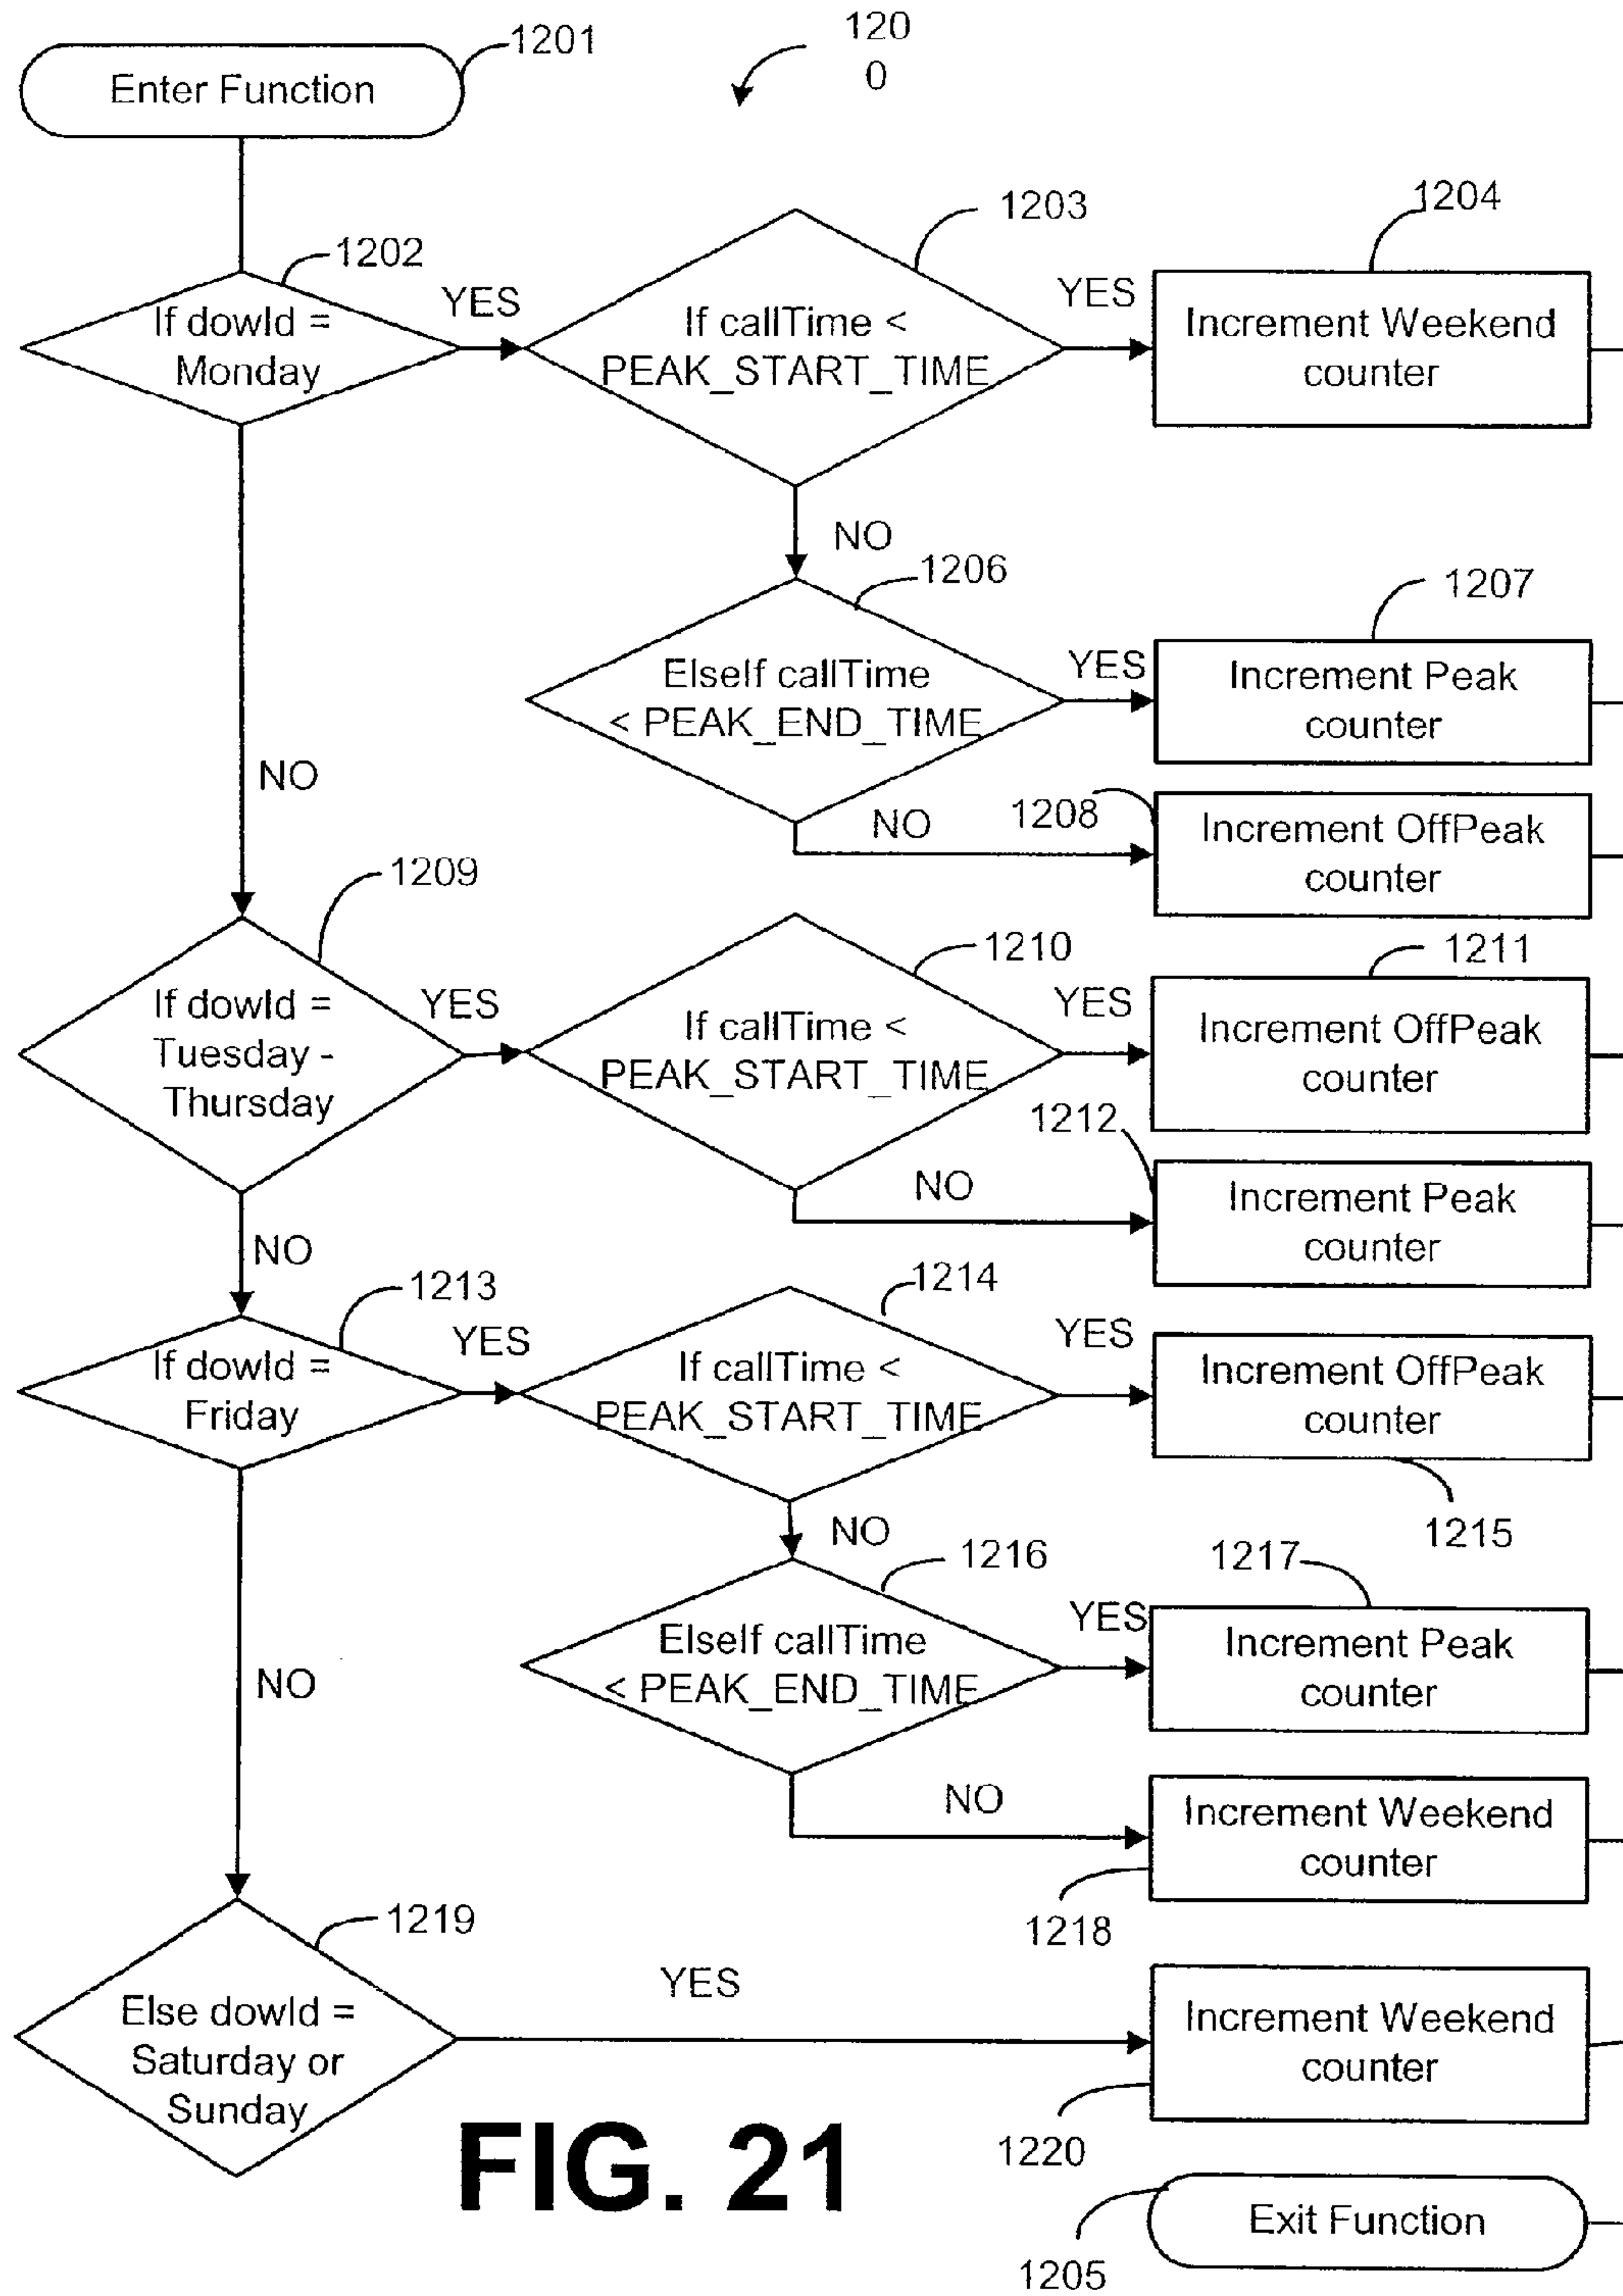 1201
120
0
Enter Function
1202
1203
1204
If dowId =
Monday
YES
If callTime <
PEAK_START_TIME
YES
Increment Weekend
counter
NO
1206
1207
ElseIf callTime
< PEAK_END_TIME
YES
Increment Peak
counter
NO
NO
1208
Increment OffPeak
counter
1209
1210
1211
If dowId =
Tuesday -
Thursday
YES
If callTime <
PEAK_START_TIME
YES
Increment OffPeak
counter
1212
NO
Increment Peak
counter
NO
1213
1214
If dowId =
Friday
YES
If callTime <
PEAK_START_TIME
YES
Increment OffPeak
counter
1215
NO
1216
1217
ElseIf callTime
< PEAK_END_TIME
YES
Increment Peak
counter
NO
NO
Increment Weekend
counter
1218
1219
Else dowId =
Saturday or
Sunday
YES
Increment Weekend
counter
1220
FIG. 21
Exit Function
1205